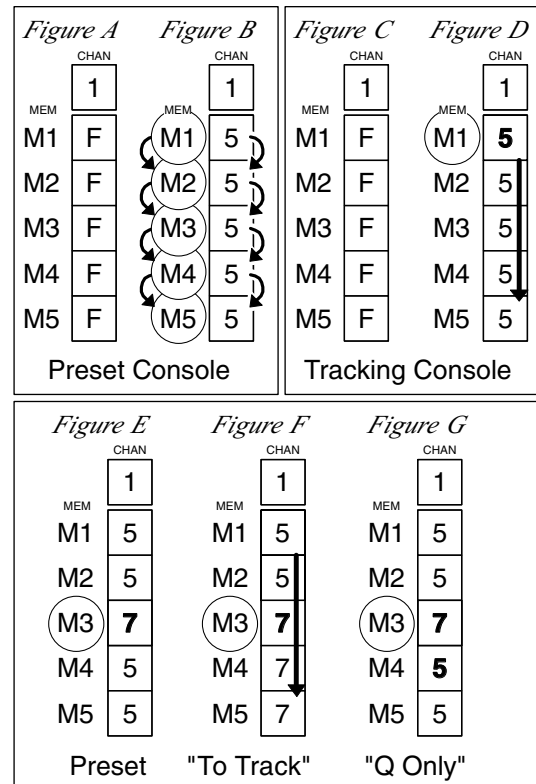 Figure A Figure B
CHAN CHAN
1 1
MEM MEM
M1 F M1 5
M2 F M2 5
M3 F M3 5
M4 F M4 5
M5 F M5 5
Preset Console
Figure C Figure D
CHAN CHAN
1 1
MEM MEM
M1 F M1 5
M2 F M2 5
M3 F M3 5
M4 F M4 5
M5 F M5 5
Tracking Console
Figure E Figure F Figure G
CHAN CHAN CHAN
1 1 1
MEM MEM MEM
M1 5 M1 5 M1 5
M2 5 M2 5 M2 5
M3 7 M3 7 M3 7
M4 5 M4 7 M4 5
M5 5 M5 7 M5 5
Preset "To Track" "Q Only"